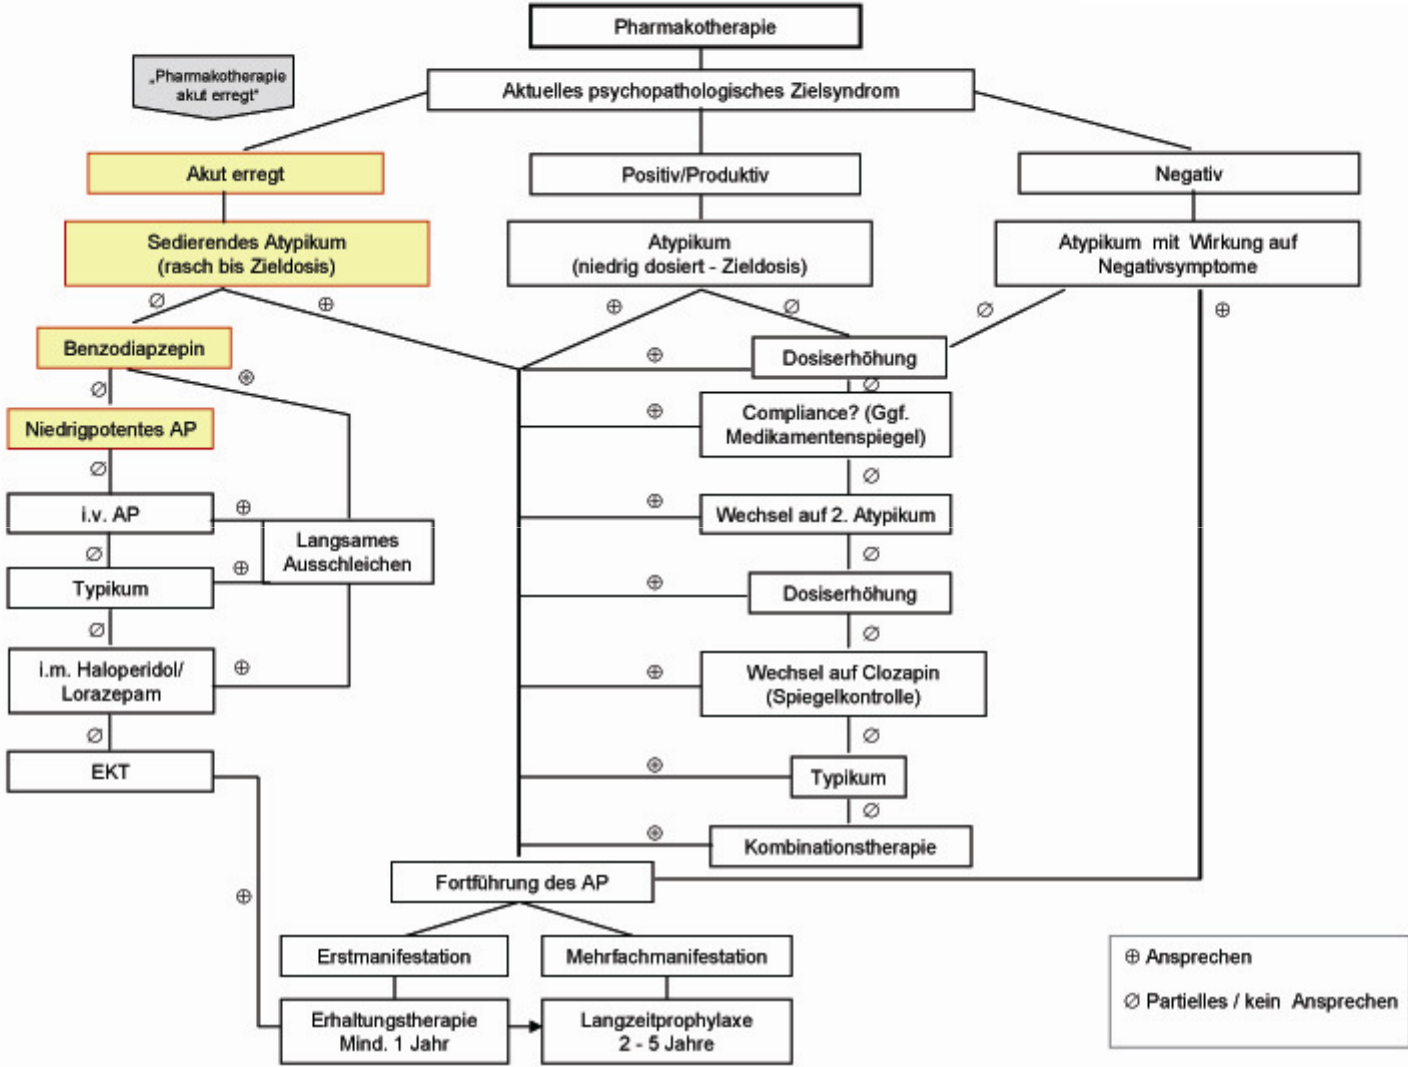 Pharmakotherapie
„Pharmakotherapie
akut erregt“
Aktuelles psychopathologisches Zielsyndrom
Akut erregt
Positiv/Produktiv
Negativ
Sedierendes Atypikum
(rasch bis Zieldosis)
Atypikum
(niedrig dosiert - Zieldosis)
Atypikum mit Wirkung auf
Negativsymptome
∅
⊕
⊕
∅
∅
⊕
Benzodiapzepin
⊕
Dosiserhöhung
∅
⊕
∅
Niedrigpotentes AP
⊕
Compliance? (Ggf.
Medikamentenspiegel)
∅
∅
i.v. AP
⊕
Langsames
Ausschleichen
⊕
Wechsel auf 2. Atypikum
∅
∅
Typikum
⊕
⊕
Dosiserhöhung
∅
∅
i.m. Haloperidol/
Lorazepam
⊕
⊕
Wechsel auf Clozapin
(Spiegelkontrolle)
∅
∅
EKT
⊕
Typikum
∅
⊕
Kombinationstherapie
Fortführung des AP
⊕
Erstmanifestation
Mehrfachmanifestation
Erhaltungstherapie
Mind. 1 Jahr
Langzeitprophylaxe
2 - 5 Jahre
⊕ Ansprechen
∅ Partielles / kein Ansprechen